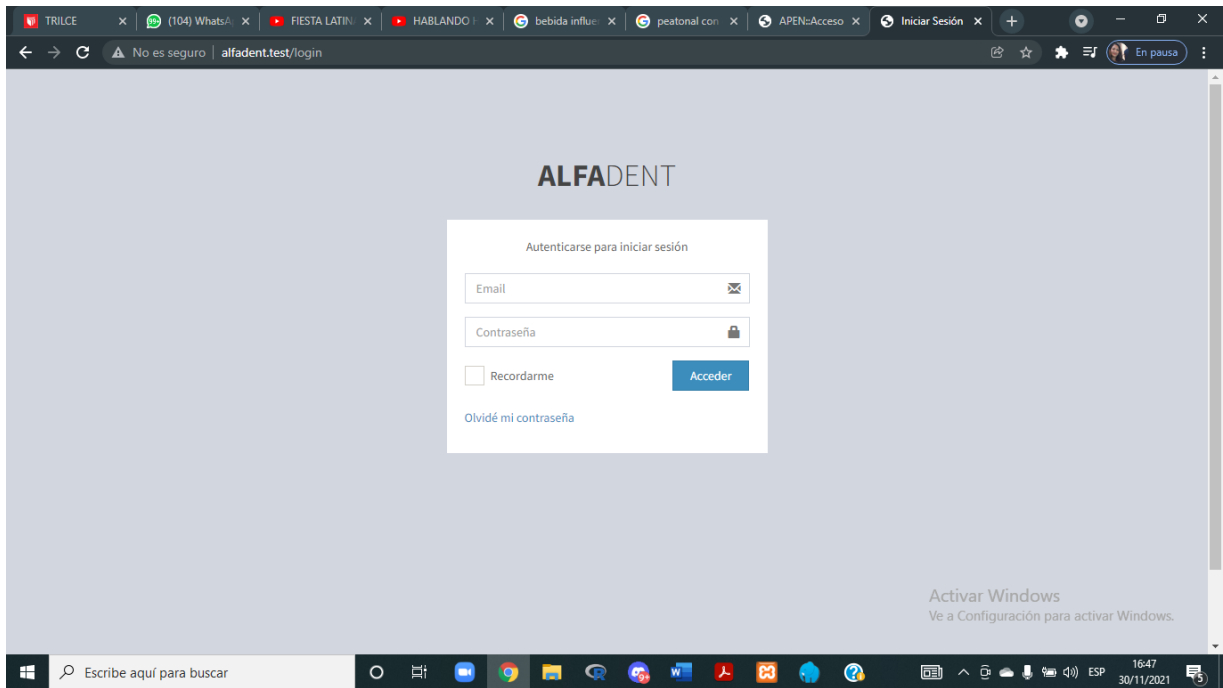 TRILCE
(104) WhatsA
FIESTA LATIN
HABLANDO H
bebida influe
peatonal con
APEN::Acceso
Iniciar Sesión
No es seguro | alfadent.test/login
En pausa
ALFADENT
Autenticarse para iniciar sesión
Email
Contraseña
Recordarme
Acceder
Olvidé mi contraseña
Activar Windows
Ve a Configuración para activar Windows.
Escribe aquí para buscar
ESP
16:47
30/11/2021